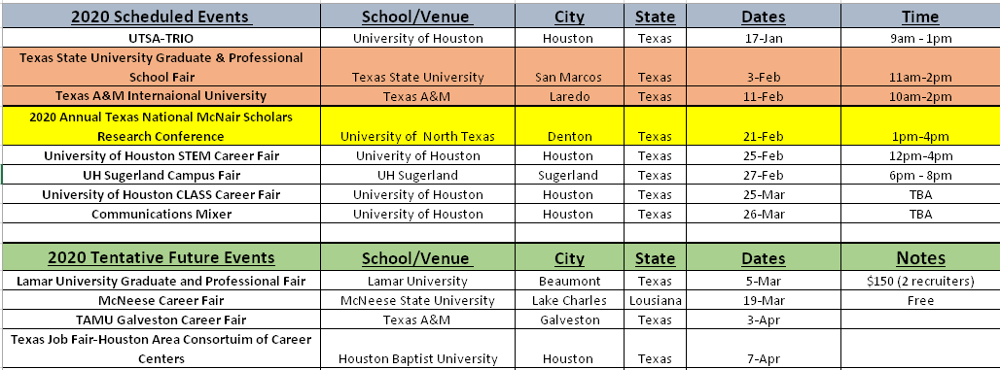 2020 Scheduled Events School/Venue City State Dates Time
UTSA-TRIO University of Houston Houston Texas 17-Jan 9am - 1pm
Texas State University Graduate & Professional
School Fair Texas State University San Marcos Texas 3-Feb 11am-2pm
Texas A&M Internaional University Texas A&M Laredo Texas 11-Feb 10am-2pm
2020 Annual Texas National McNair Scholars
Research Conference University of North Texas Denton Texas 21-Feb 1pm-4pm
University of Houston STEM Career Fair Univerity of Houston Houston Texas 25-Feb 12pm-4pm
UH Sugerland Campus Fair UH Sugerland Sugerland Texas 27-Feb 6pm - 8pm
University of Houston CLASS Career Fair University of Houston Houston Texas 25-Mar TBA
Communications Mixer University of Houston Houston Texas 26-Mar TBA
2020 Tentative Future Events School/Venue City State Dates Notes
Lamar University Graduate and Professional Fair Lamar University Beaumont Texas 5-Mar $150 (2 recruiters)
McNeese Career Fair McNeese State University Lake Charles Lousiana 19-Mar Free
TAMU Galveston Career Fair Texas A&M Galveston Texas 3-Apr
Texas Job Fair-Houston Area Consortuim of Career
Centers Houston Baptist University Houston Texas 7-Apr